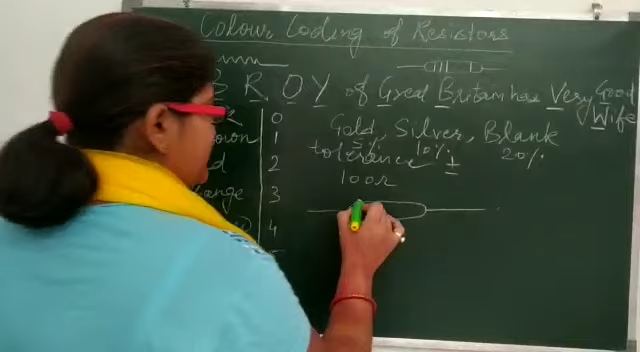 Colour Coding of Resistors
B R O Y of Great Britain has Very Good Wife
0
1
Gold, Silver, Blank
5% 10% 20%
2
tolerance ±
3
100Ω
4